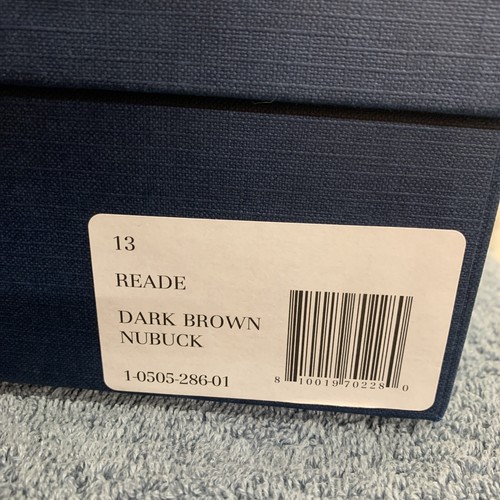 13
READE
DARK BROWN
NUBUCK
1-0505-286-01
8 10019 70228 0